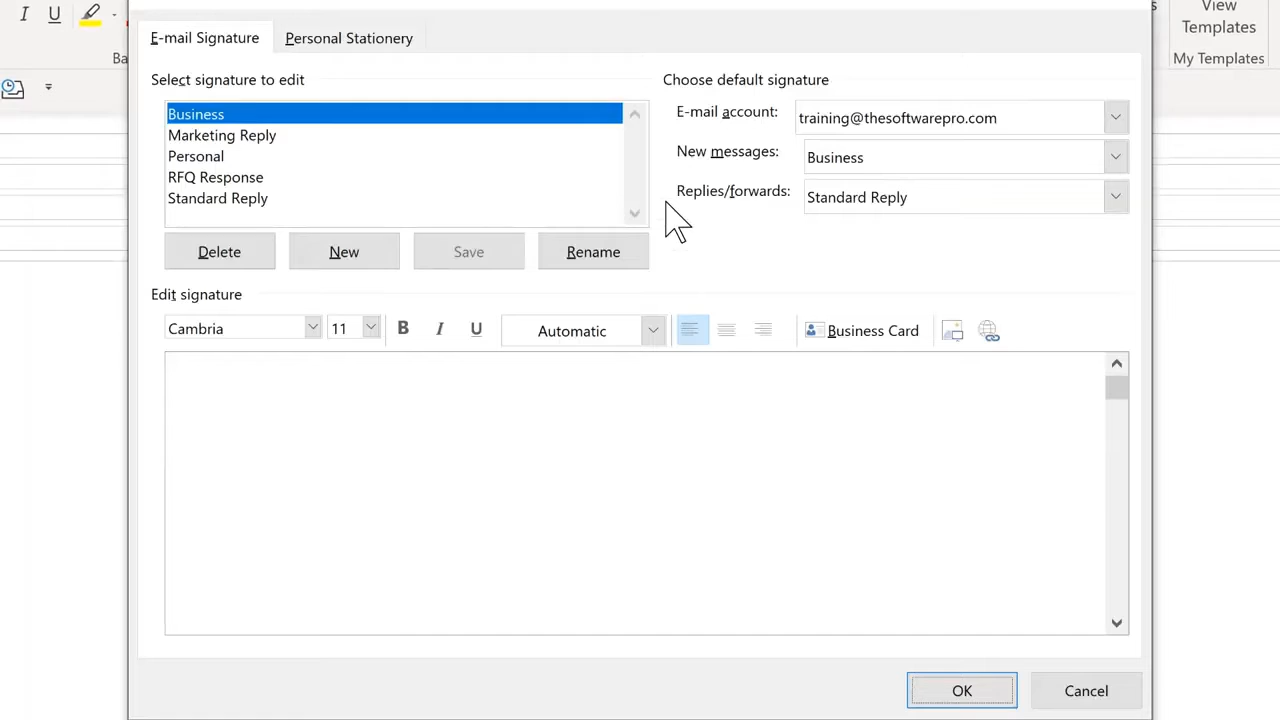 I U
Ba
View
Templates
My Templates
E-mail Signature
Personal Stationery
Select signature to edit
Business
Marketing Reply
Personal
RFQ Response
Standard Reply
Delete
New
Save
Rename
Choose default signature
E-mail account: training@thesoftwarepro.com
New messages: Business
Replies/forwards: Standard Reply
Edit signature
Cambria 11 B I U Automatic Business Card
OK
Cancel